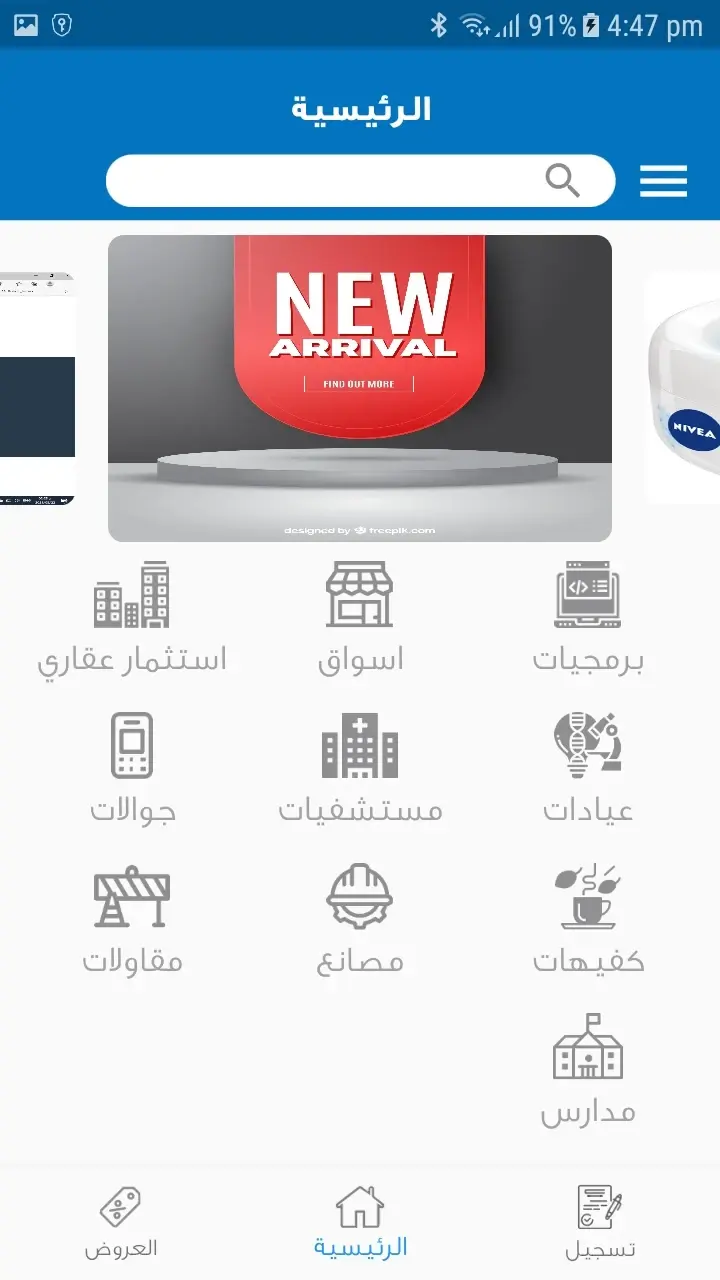 91% 4:47 pm
الرئيسية
NEW
ARRIVAL
FIND OUT MORE
designed by freepik.com
NIVEA
برمجيات
اسواق
استثمار عقاري
عيادات
مستشفيات
جوالات
كفيهات
مصانع
مقاولات
مدارس
تسجيل
الرئيسية
العروض